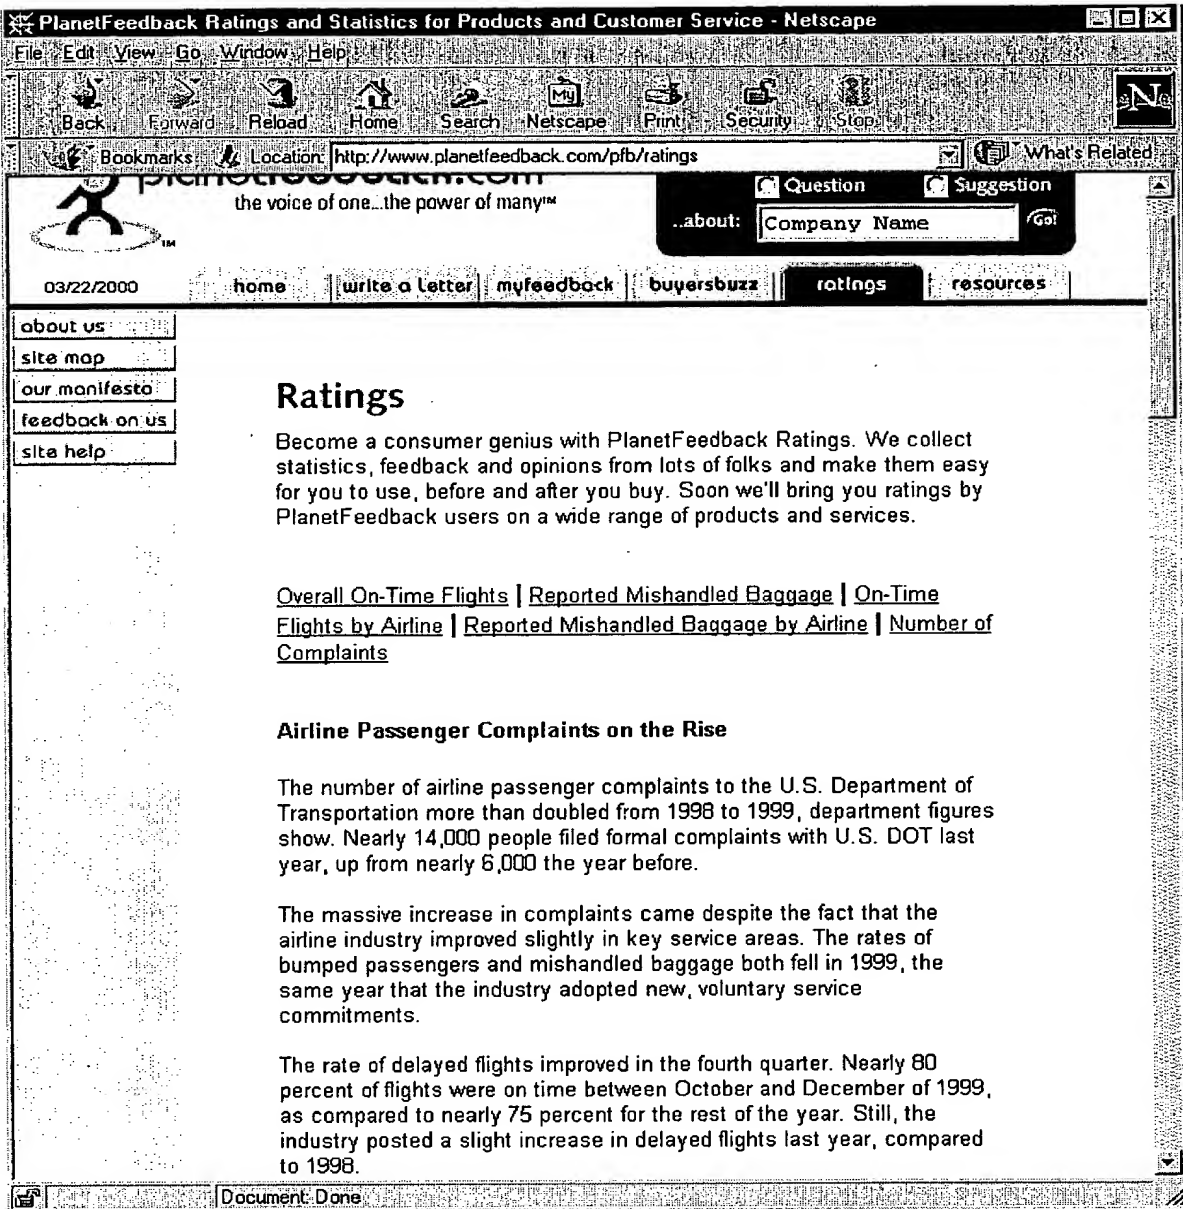 PlanetFeedback Ratings and Statistics for Products and Customer Service - Netscape
File Edit View Go Window Help
Back Forward Reload Home Search Netscape Print Security Stop
Bookmarks Location: http://www.planetfeedback.com/pfb/ratings What's Related
planetfeedback.com
the voice of one...the power of many™
Question Suggestion
..about: Company Name Go!
TM
03/22/2000 home write a letter myfeedback buyersbuzz ratings resources
about us
site map
our manifesto
feedback on us
site help
Ratings
Become a consumer genius with PlanetFeedback Ratings. We collect
statistics, feedback and opinions from lots of folks and make them easy
for you to use, before and after you buy. Soon we'll bring you ratings by
PlanetFeedback users on a wide range of products and services.
Overall On-Time Flights | Reported Mishandled Baggage | On-Time
Flights by Airline | Reported Mishandled Baggage by Airline | Number of
Complaints
Airline Passenger Complaints on the Rise
The number of airline passenger complaints to the U.S. Department of
Transportation more than doubled from 1998 to 1999, department figures
show. Nearly 14,000 people filed formal complaints with U.S. DOT last
year, up from nearly 6,000 the year before.
The massive increase in complaints came despite the fact that the
airline industry improved slightly in key service areas. The rates of
bumped passengers and mishandled baggage both fell in 1999, the
same year that the industry adopted new, voluntary service
commitments.
The rate of delayed flights improved in the fourth quarter. Nearly 80
percent of flights were on time between October and December of 1999,
as compared to nearly 75 percent for the rest of the year. Still, the
industry posted a slight increase in delayed flights last year, compared
to 1998.
Document: Done